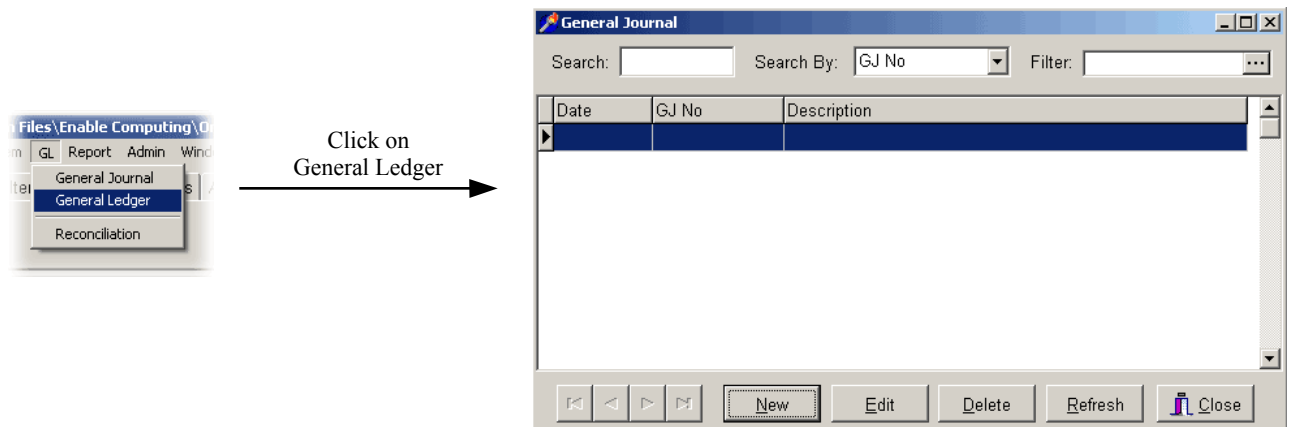 n Files\Enable Computing\O
GL Report Admin Wind
General Journal
General Ledger
Reconciliation
Click on
General Ledger
General Journal
Search: Search By: GJ No Filter: ...
Date GJ No Description
New Edit Delete Refresh Close